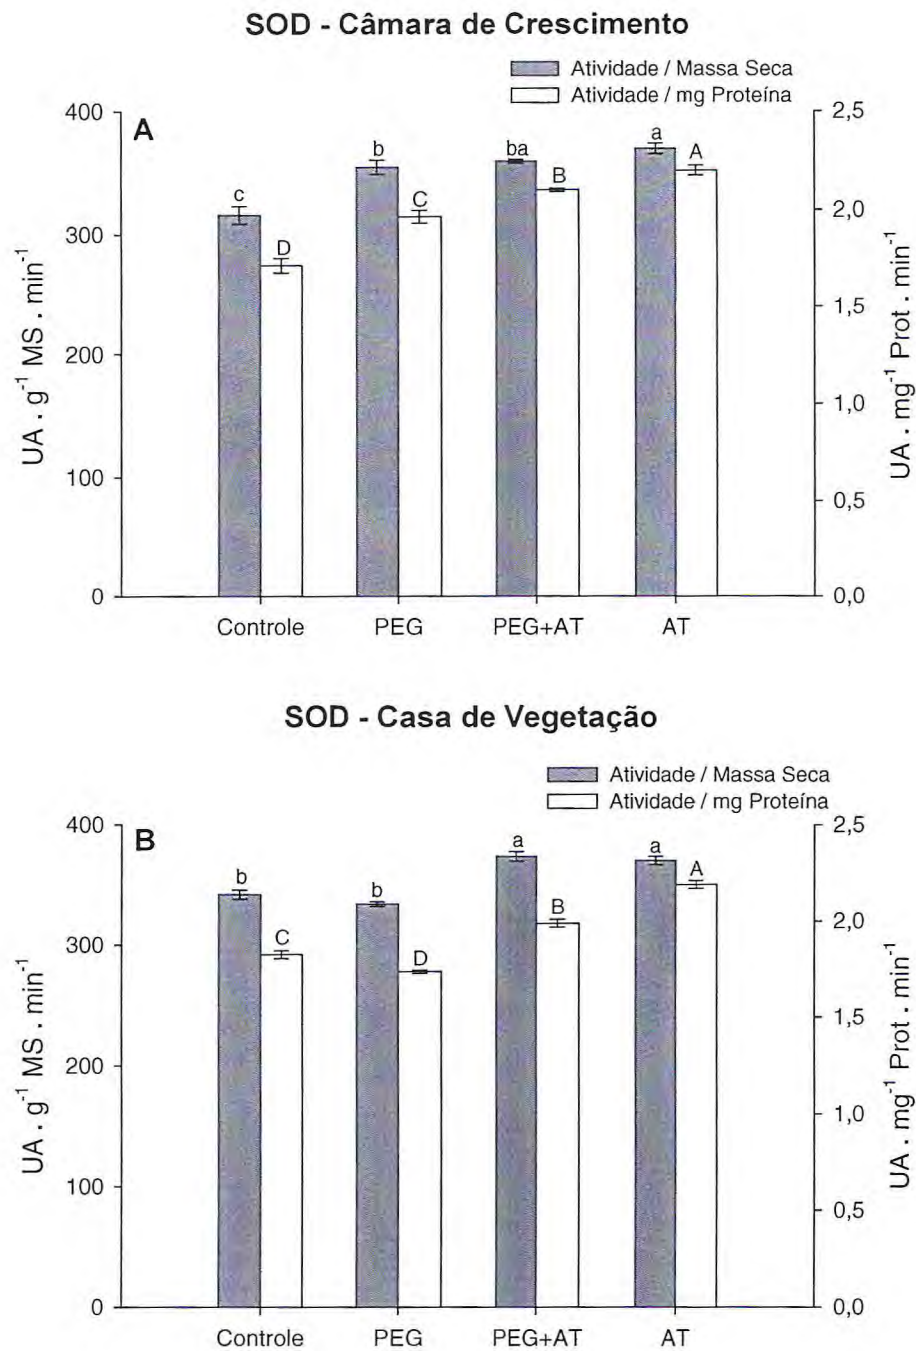 SOD - Câmara de Crescimento
Atividade / Massa Seca
Atividade / mg Proteína
A
400
300
200
100
0
UA . g⁻¹ MS . min⁻¹
c
D
b
C
ba
B
a
A
2,5
2,0
1,5
1,0
0,5
0,0
UA . mg⁻¹ Prot . min⁻¹
Controle PEG PEG+AT AT
SOD - Casa de Vegetação
Atividade / Massa Seca
Atividade / mg Proteína
B
400
300
200
100
0
UA . g⁻¹ MS . min⁻¹
b
C
b
D
a
B
a
A
2,5
2,0
1,5
1,0
0,5
0,0
UA . mg⁻¹ Prot . min⁻¹
Controle PEG PEG+AT AT